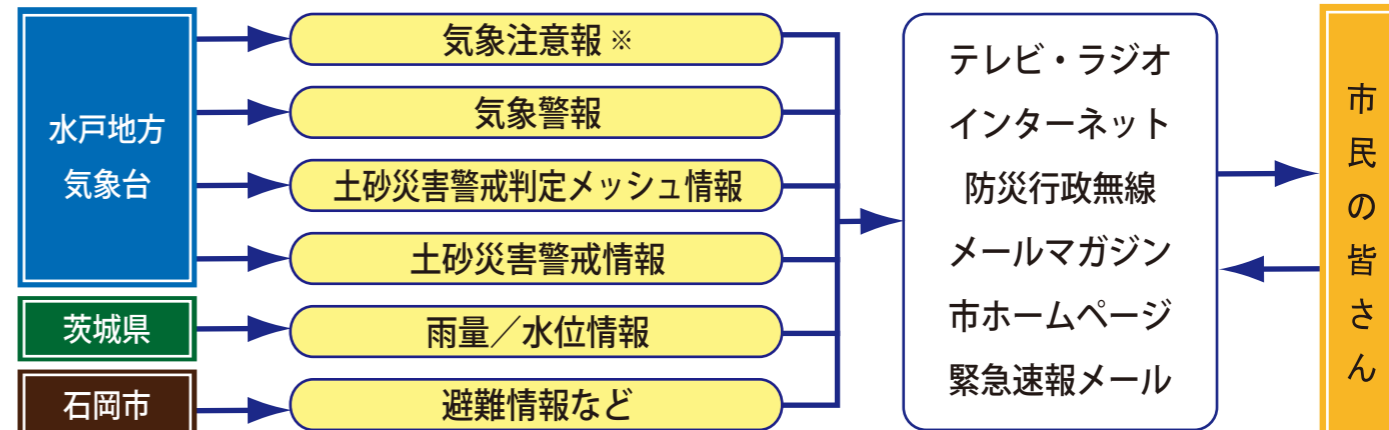 水戸地方
気象台
茨城県
石岡市
気象注意報※
気象警報
土砂災害警戒判定メッシュ情報
土砂災害警戒情報
雨量／水位情報
避難情報など
テレビ・ラジオ
インターネット
防災行政無線
メールマガジン
市ホームページ
緊急速報メール
市民の皆さん